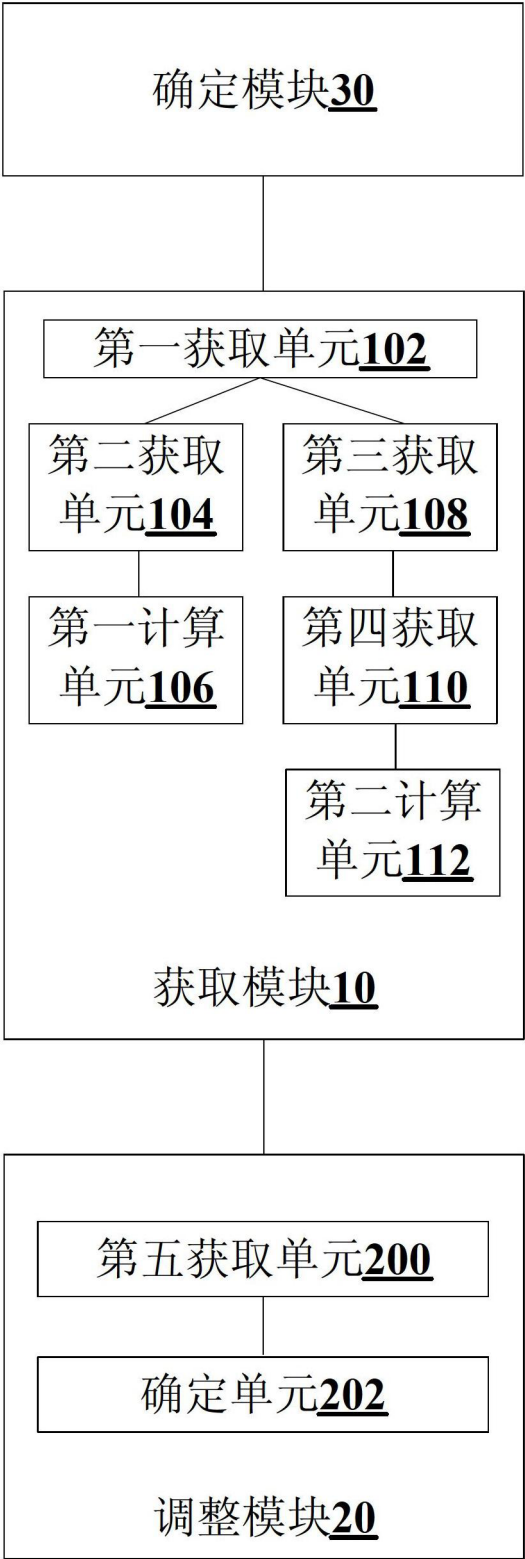 确定模块30
第一获取单元102
第二获取
单元104
第三获取
单元108
第一计算
单元106
第四获取
单元110
第二计算
单元112
获取模块10
第五获取单元200
确定单元202
调整模块20